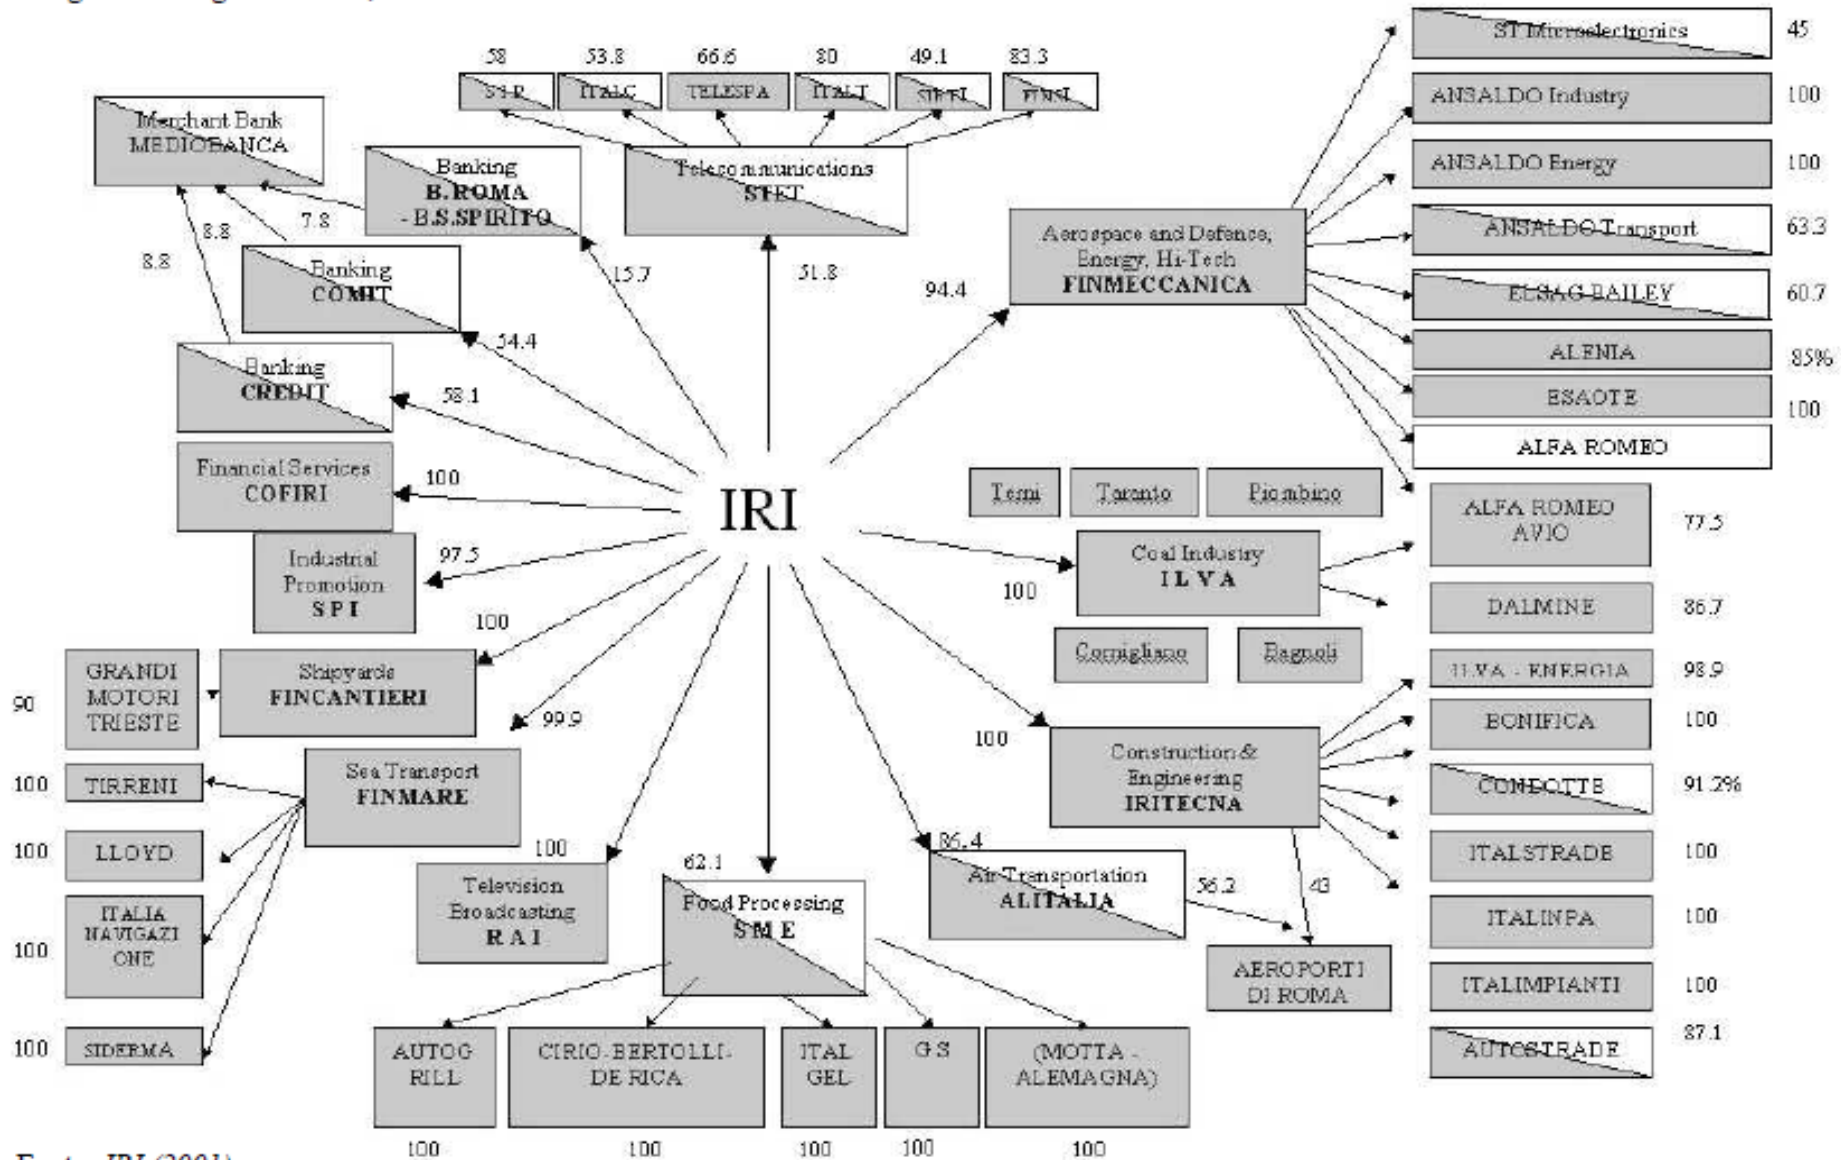 58
53.8
66.6
80
49.1
83.3
S I P
ITALC
TELESPA
ITALT
SIRTI
FINSI
Merchant Bank
MEDIOBANCA
Banking
B.ROMA
- B.S.SPIRITO
Telecommunications
STET
7.8
8.8
8.8
Banking
COMIT
Banking
CREDIT
15.7
51.8
94.4
54.4
58.1
Aerospace and Defence,
Energy, Hi-Tech
FINMECCANICA
ST Microelectronics
45
ANSALDO Industry
100
ANSALDO Energy
100
ANSALDO Transport
63.3
ELSAG BAILEY
60.7
ALENIA
85%
ESAOTE
100
ALFA ROMEO
Financial Services
COFIRI
100
IRI
Terni
Taranto
Piombino
Coal Industry
I L V A
100
Cornigliano
Bagnoli
ALFA ROMEO
AVIO
77.5
DALMINE
86.7
ILVA - ENERGIA
98.9
BONIFICA
100
CONDOTTE
91.2%
ITALSTRADE
100
ITALINPA
100
ITALIMPIANTI
100
AUTOSTRADE
87.1
Industrial
Promotion
S P I
97.5
100
Shipyards
FINCANTIERI
GRANDI
MOTORI
TRIESTE
90
99.9
Sea Transport
FINMARE
TIRRENI
100
LLOYD
100
ITALIA
NAVIGAZI
ONE
100
SIDERMA
100
100
Television
Broadcasting
R A I
62.1
Food Processing
S M E
86.4
Air Transportation
ALITALIA
56.2
43
100
Construction &
Engineering
IRITECNA
AEROPORTI
DI ROMA
AUTOG
RILL
CIRIO-BERTOLLI-
DE RICA
ITAL
GEL
G S
(MOTTA -
ALEMAGNA)
100
100
100
100
100